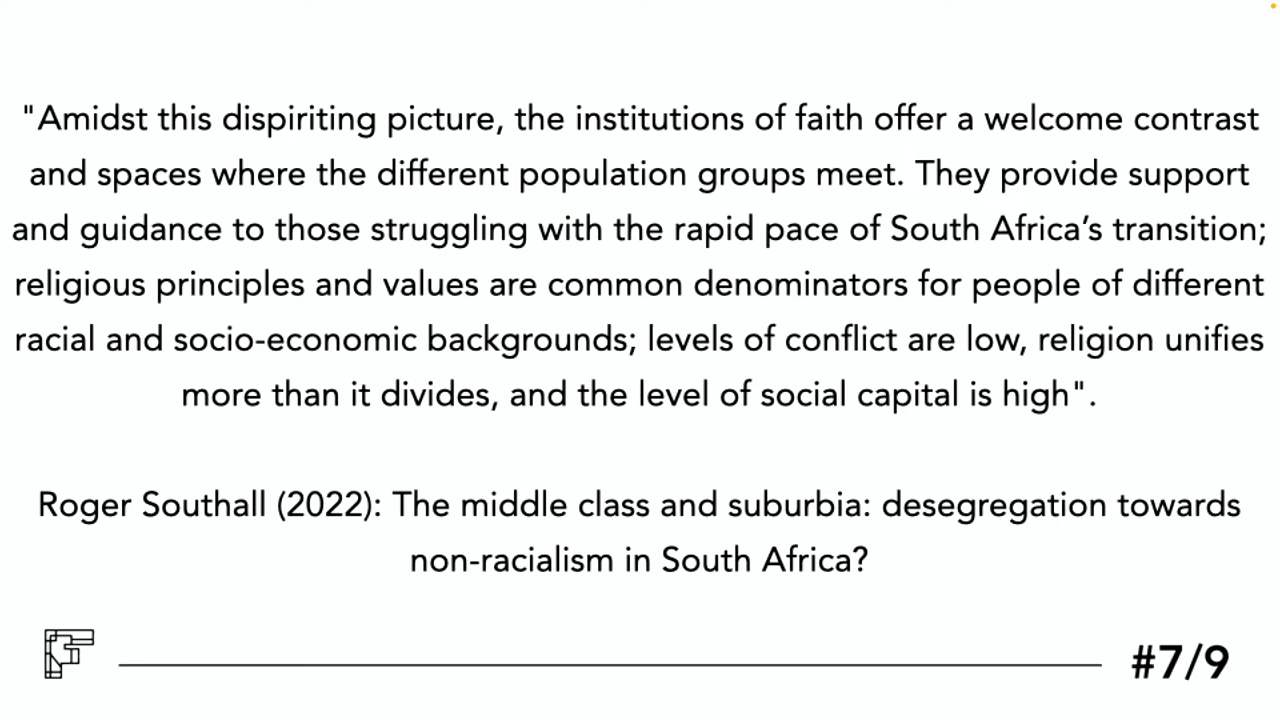 "Amidst this dispiriting picture, the institutions of faith offer a welcome contrast
and spaces where the different population groups meet. They provide support
and guidance to those struggling with the rapid pace of South Africa’s transition;
religious principles and values are common denominators for people of different
racial and socio-economic backgrounds; levels of conflict are low, religion unifies
more than it divides, and the level of social capital is high".
Roger Southall (2022): The middle class and suburbia: desegregation towards
non-racialism in South Africa?
#7/9